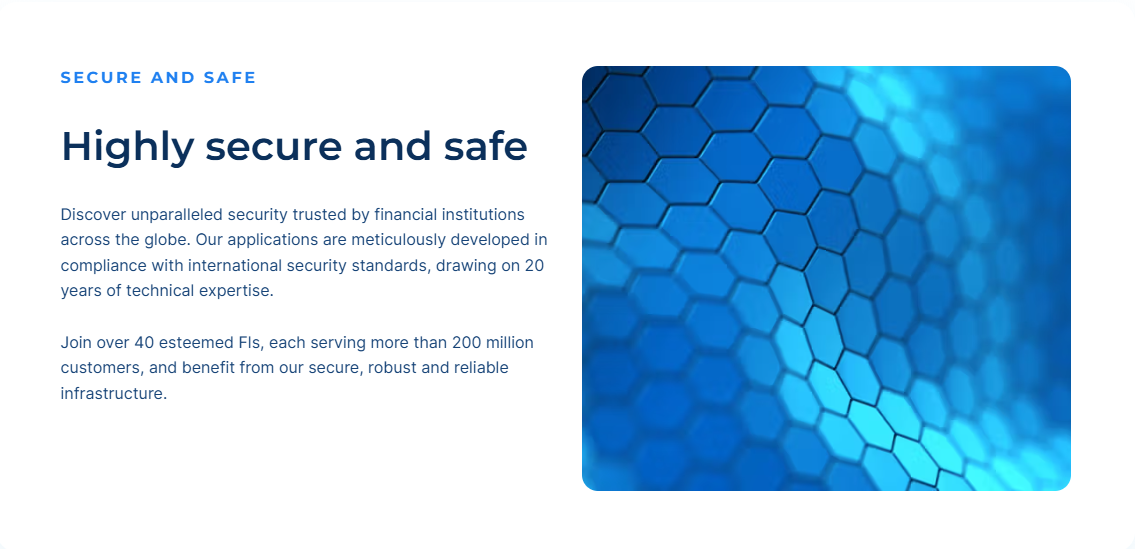 SECURE AND SAFE
Highly secure and safe
Discover unparalleled security trusted by financial institutions
across the globe. Our applications are meticulously developed in
compliance with international security standards, drawing on 20
years of technical expertise.
Join over 40 esteemed FIs, each serving more than 200 million
customers, and benefit from our secure, robust and reliable
infrastructure.